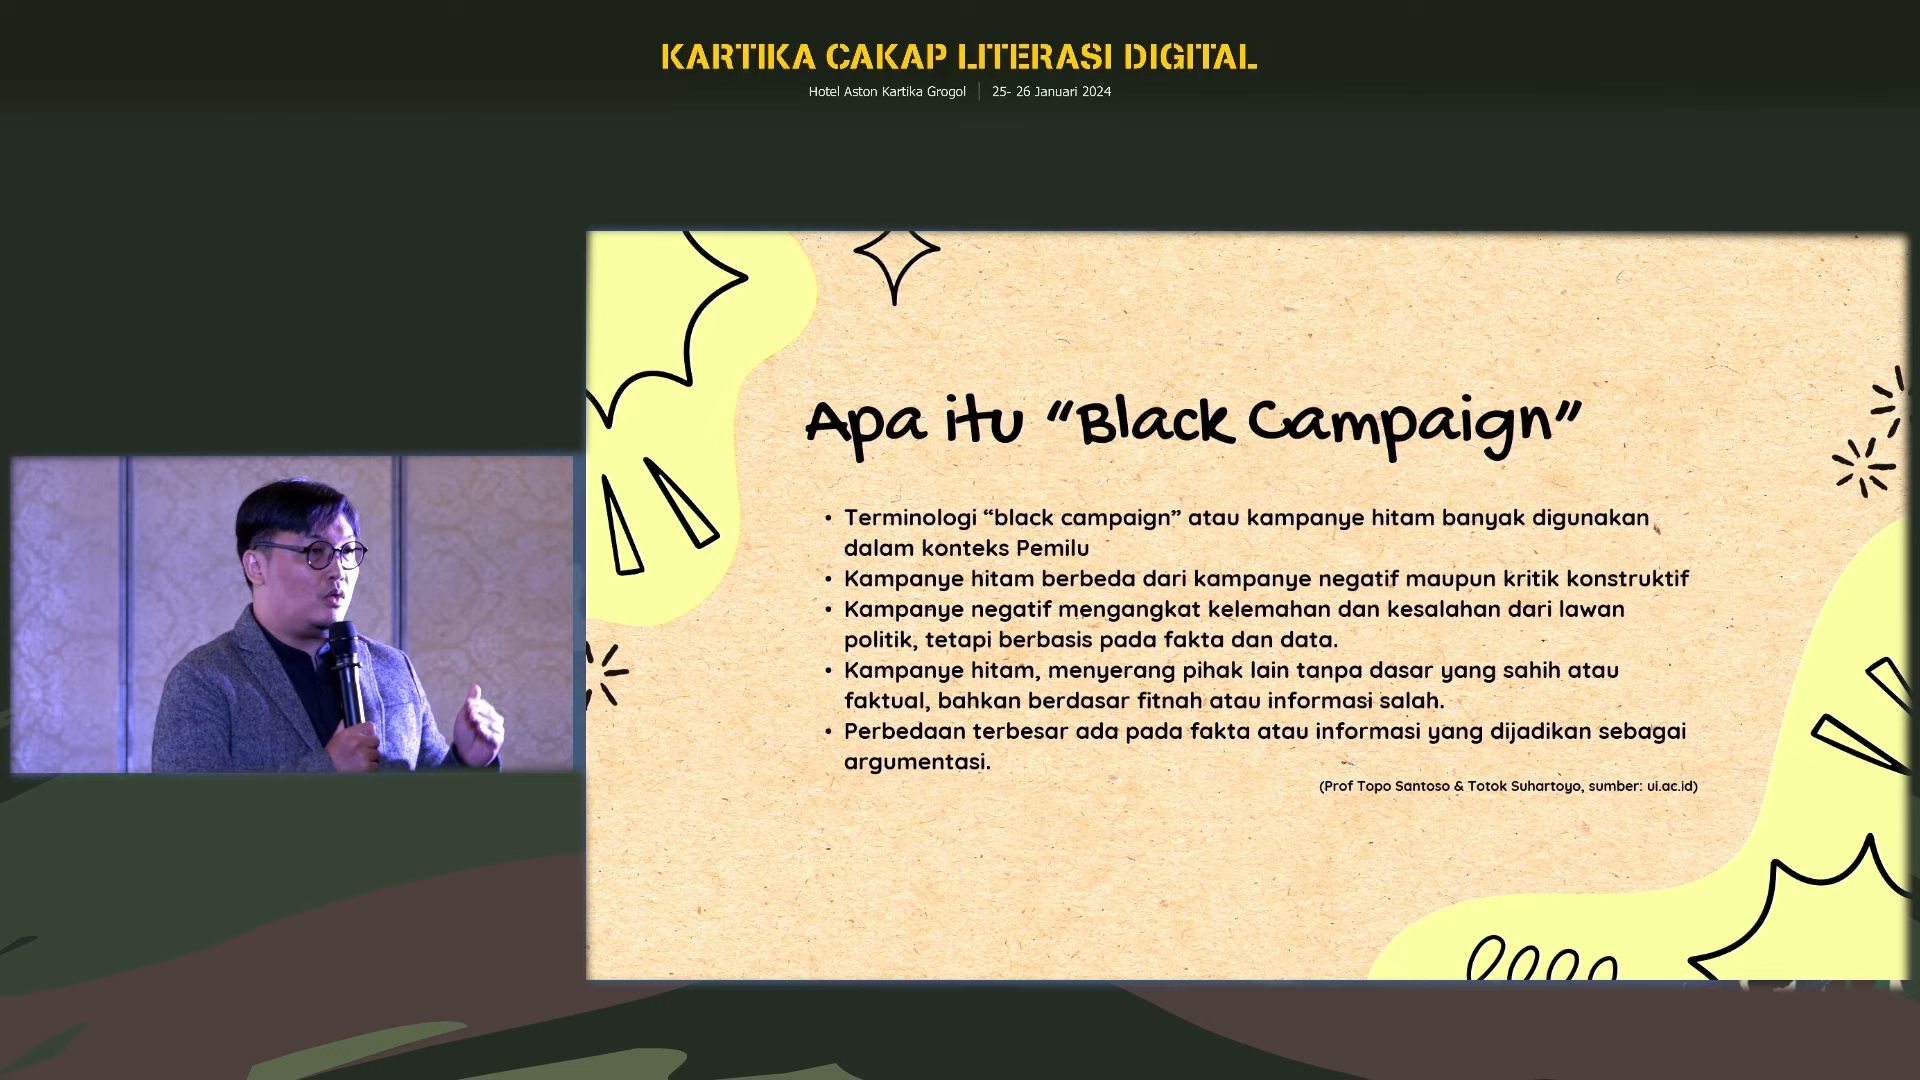 KARTIKA CAKAP LITERASI DIGITAL
Hotel Aston Kartika Grogol | 25- 26 Januari 2024
Apa itu “Black Campaign”
• Terminologi “black campaign” atau kampanye hitam banyak digunakan
dalam konteks Pemilu
• Kampanye hitam berbeda dari kampanye negatif maupun kritik konstruktif
• Kampanye negatif mengangkat kelemahan dan kesalahan dari lawan
politik, tetapi berbasis pada fakta dan data.
• Kampanye hitam, menyerang pihak lain tanpa dasar yang sahih atau
faktual, bahkan berdasar fitnah atau informasi salah.
• Perbedaan terbesar ada pada fakta atau informasi yang dijadikan sebagai
argumentasi.
(Prof Topo Santoso & Totok Suhartoyo, sumber: ui.ac.id)